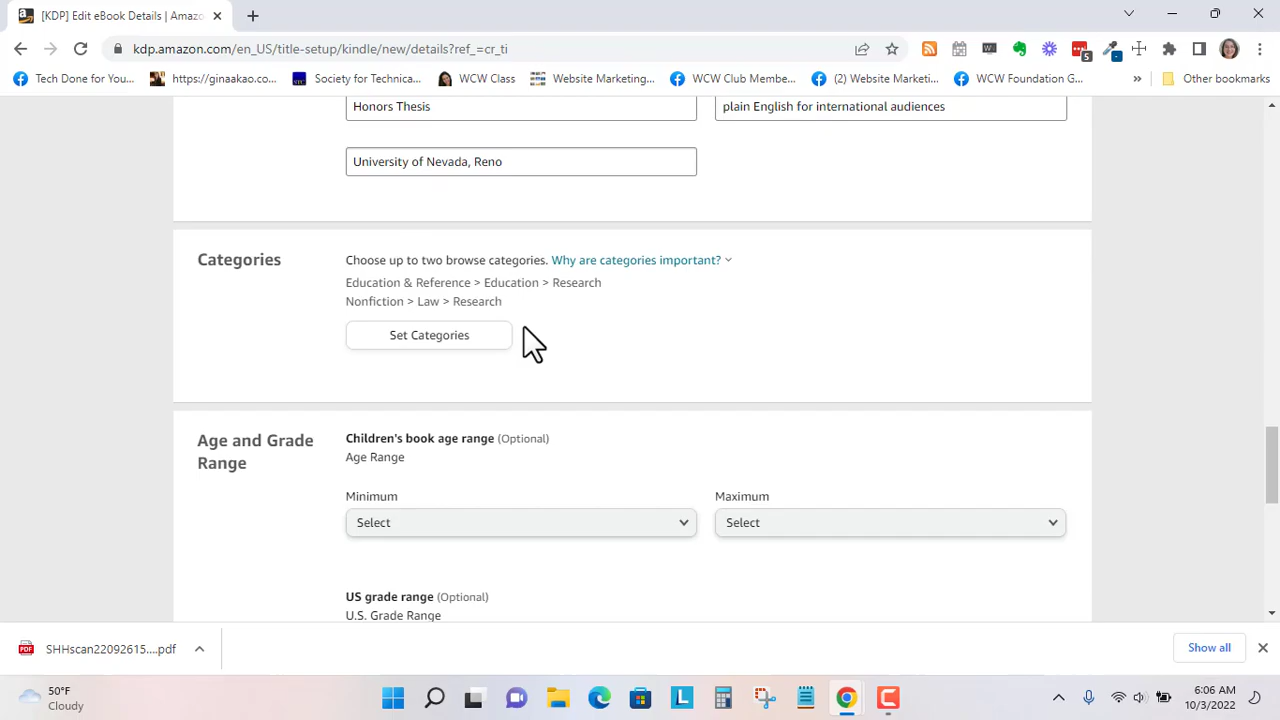 [KDP] Edit eBook Details | Amazo
kdp.amazon.com/en_US/title-setup/kindle/new/details?ref_=cr_ti
5
Tech Done for You...
https://ginaakao.co...
Society for Technica...
WCW Class
Website Marketing...
WCW Club Membe...
(2) Website Marketi...
WCW Foundation G...
»
Other bookmarks
Honors Thesis
plain English for international audiences
University of Nevada, Reno
Categories
Choose up to two browse categories. Why are categories important?
Education & Reference > Education > Research
Nonfiction > Law > Research
Set Categories
Age and Grade Range
Children's book age range (Optional)
Age Range
Minimum
Maximum
Select
Select
US grade range (Optional)
U.S. Grade Range
PDF
SHHscan22092615....pdf
Show all
50°F
Cloudy
L
6:06 AM
10/3/2022